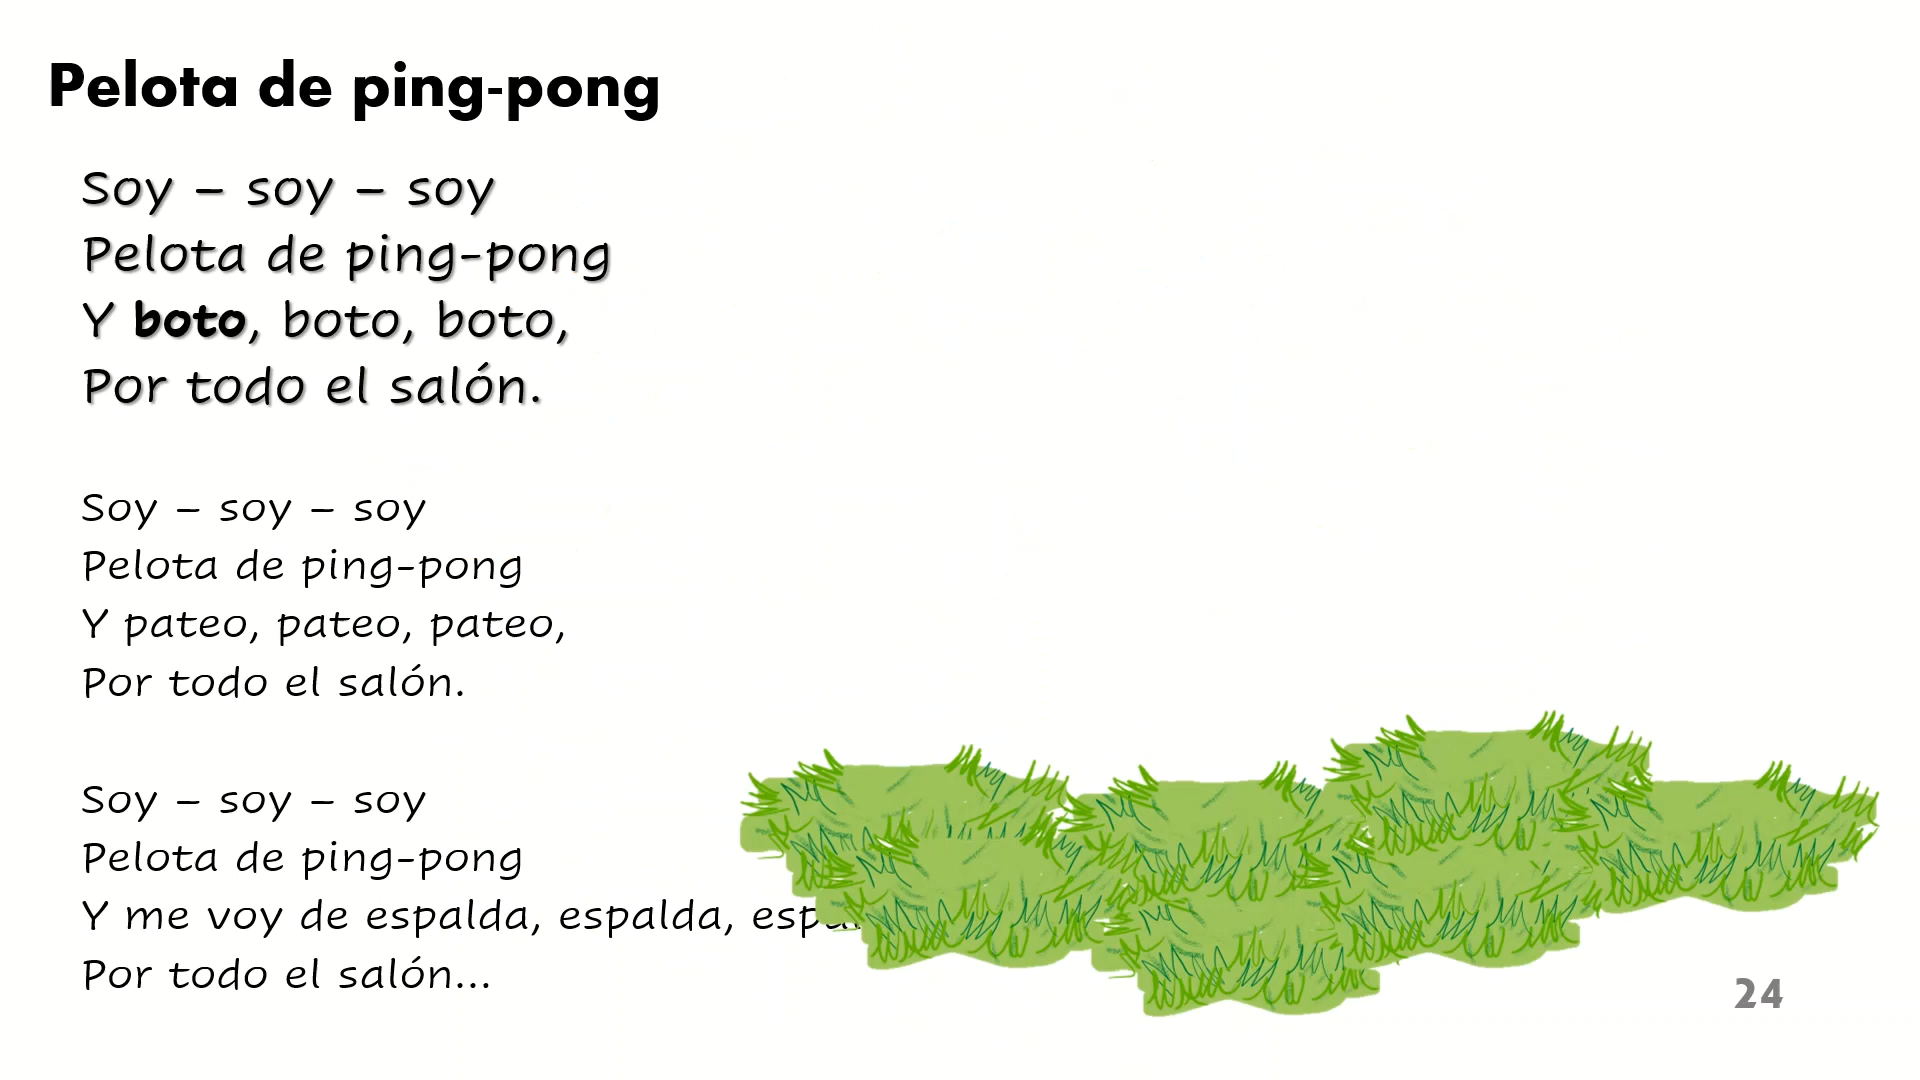 Pelota de ping-pong
Soy – soy – soy
Pelota de ping-pong
Y boto, boto, boto,
Por todo el salón.
Soy – soy – soy
Pelota de ping-pong
Y pateo, pateo, pateo,
Por todo el salón.
Soy – soy – soy
Pelota de ping-pong
Y me voy de espalda, espalda,
Por todo el salón...
24